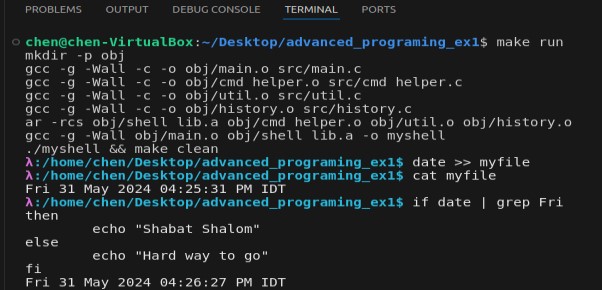 PROBLEMS OUTPUT DEBUG CONSOLE TERMINAL PORTS
chen@chen-VirtualBox:~/Desktop/advanced_programing_ex1$ make run
mkdir -p obj
gcc -g -Wall -c -o obj/main.o src/main.c
gcc -g -Wall -c -o obj/cmd helper.o src/cmd helper.c
gcc -g -Wall -c -o obj/util.o src/util.c
gcc -g -Wall -c -o obj/history.o src/history.c
ar -rcs obj/shell lib.a obj/cmd helper.o obj/util.o obj/history.o
gcc -g -Wall obj/main.o obj/shell lib.a -o myshell
./myshell && make clean
λ:/home/chen/Desktop/advanced_programing_ex1$ date >> myfile
λ:/home/chen/Desktop/advanced_programing_ex1$ cat myfile
Fri 31 May 2024 04:25:31 PM IDT
λ:/home/chen/Desktop/advanced_programing_ex1$ if date | grep Fri
then
        echo "Shabat Shalom"
else
        echo "Hard way to go"
fi
Fri 31 May 2024 04:26:27 PM IDT